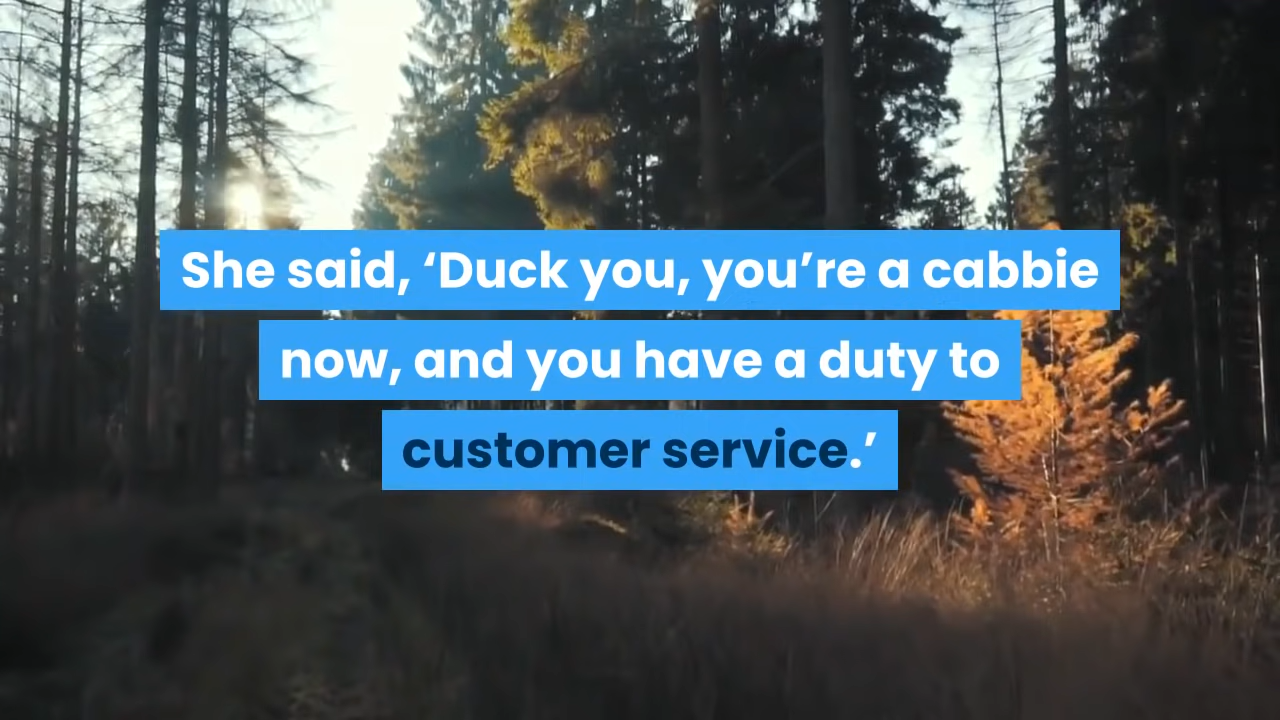 She said, ‘Duck you, you’re a cabbie
now, and you have a duty to
customer service.’